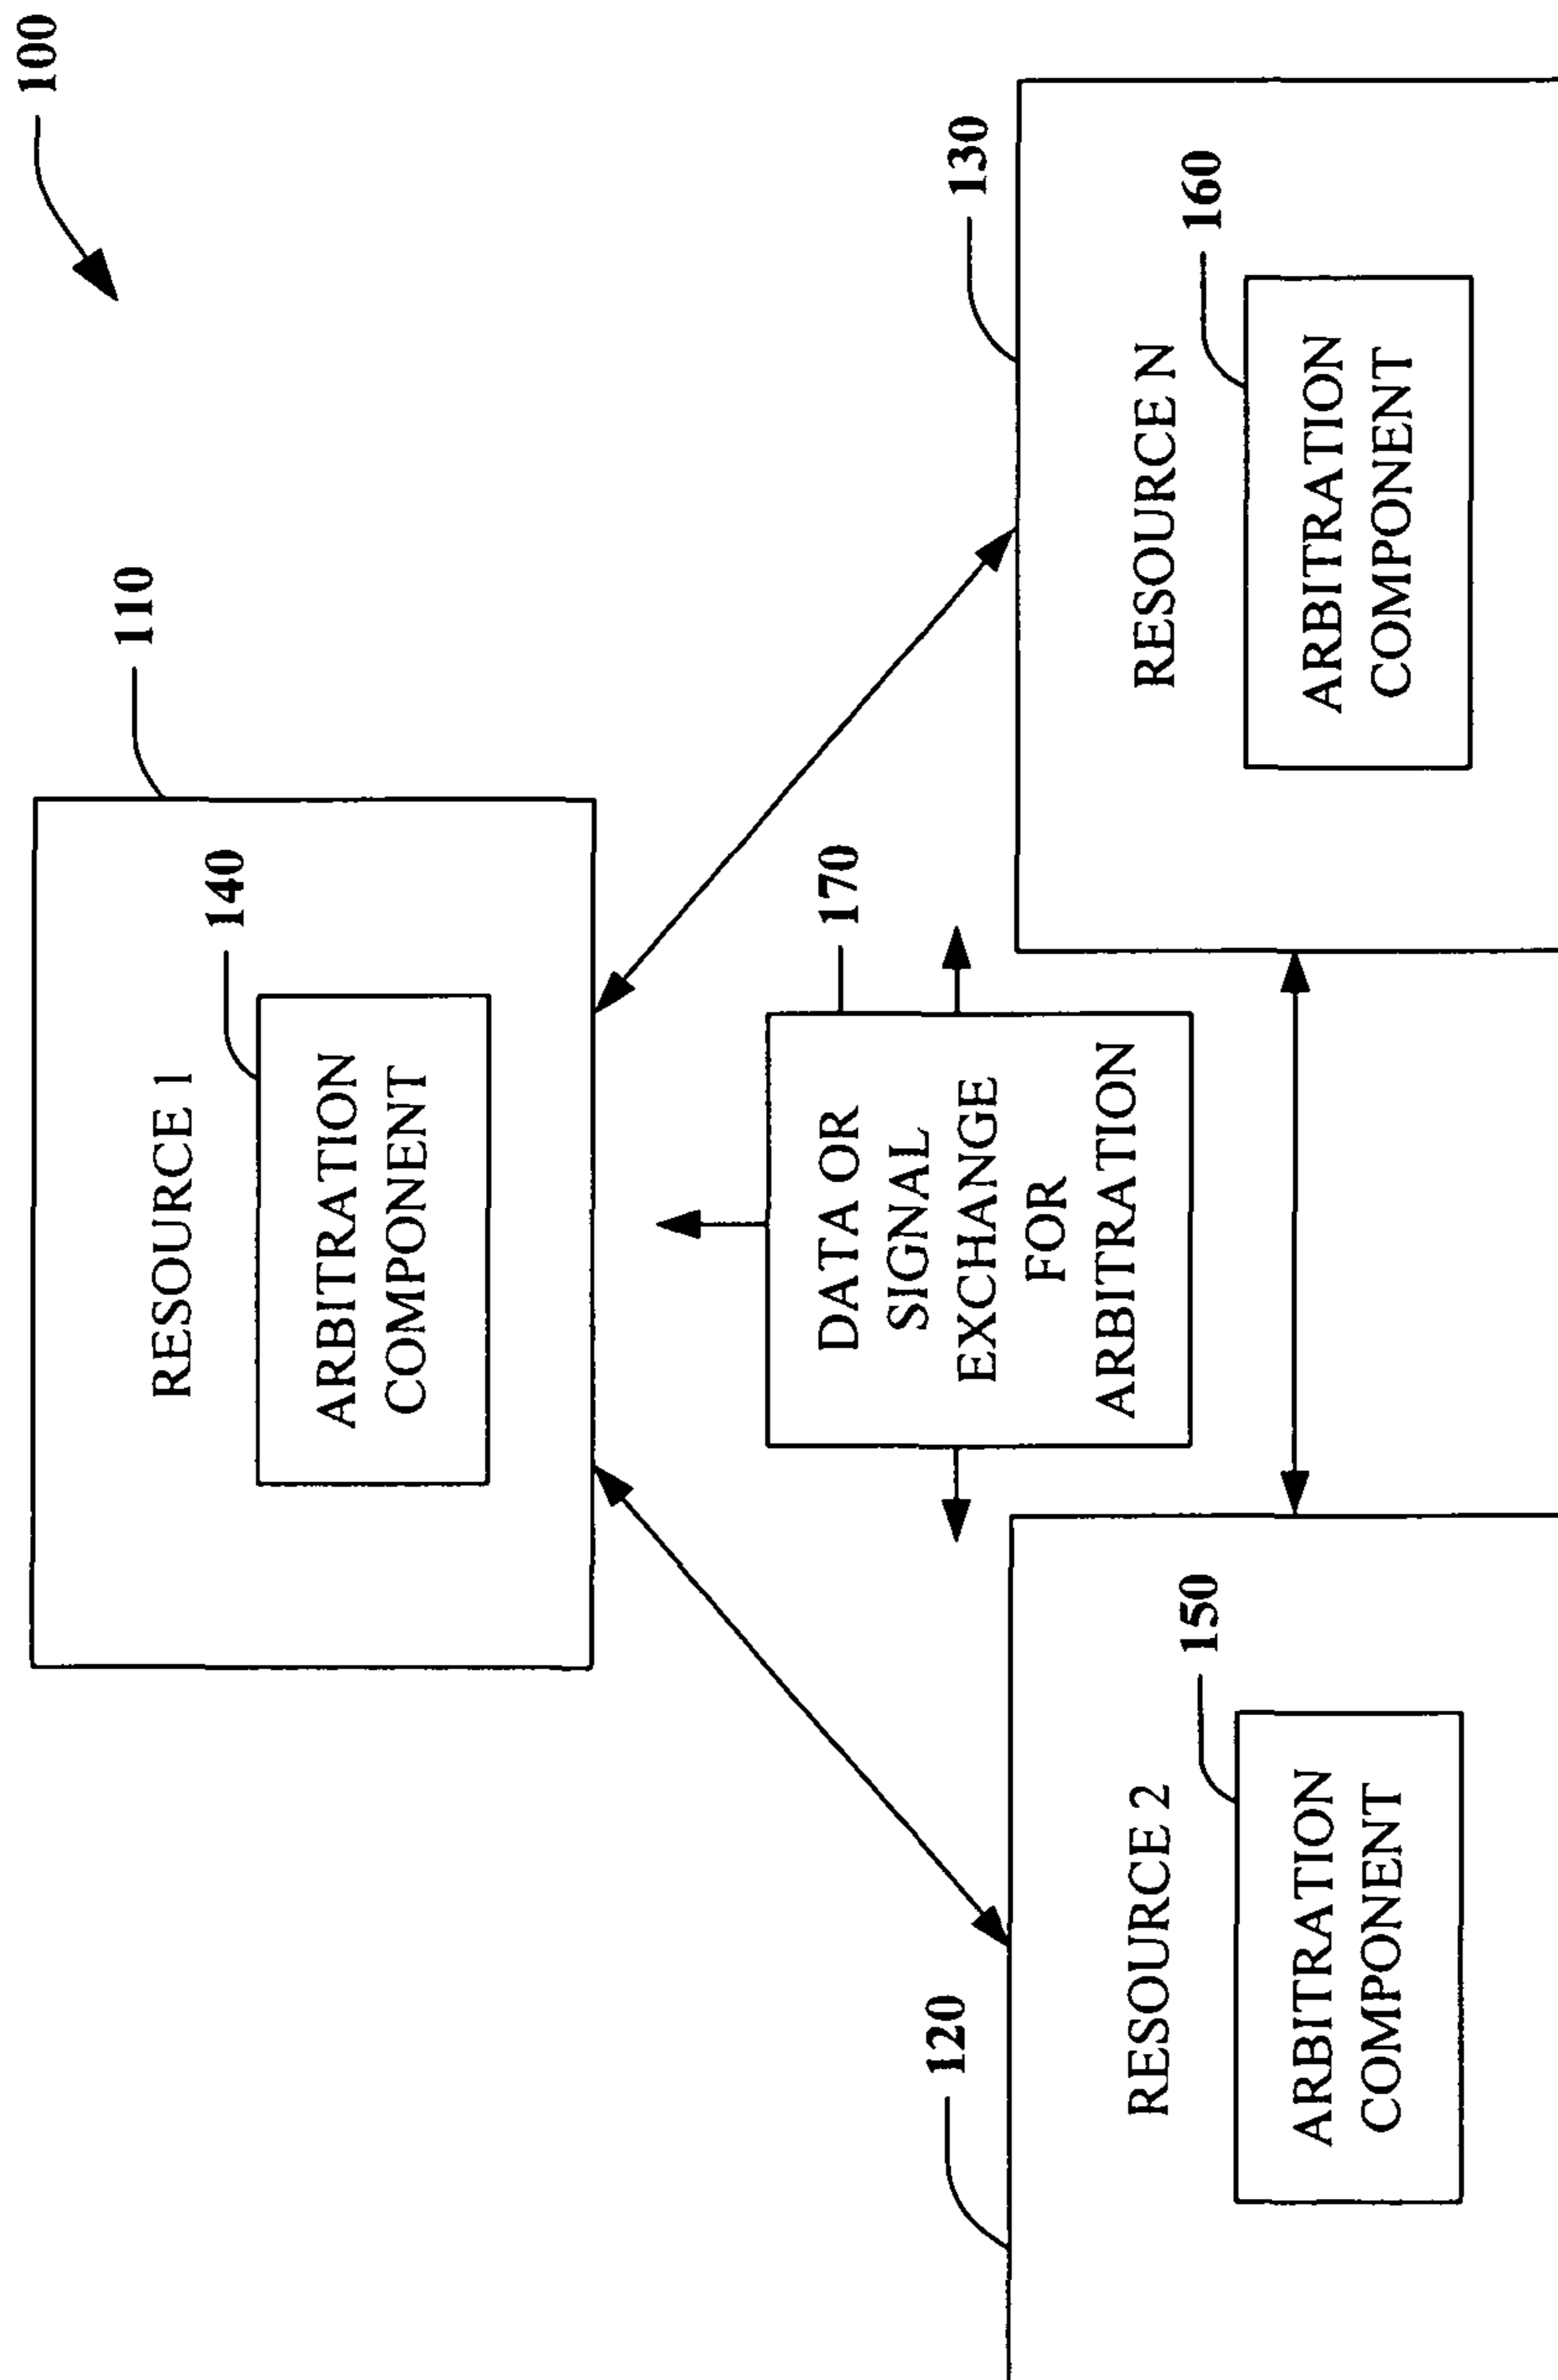 100
110
RESOURCE 1
140
ARBITRATION
COMPONENT
170
DATA OR
SIGNAL
EXCHANGE
FOR
ARBITRATION
120
RESOURCE 2
150
ARBITRATION
COMPONENT
130
RESOURCE N
160
ARBITRATION
COMPONENT